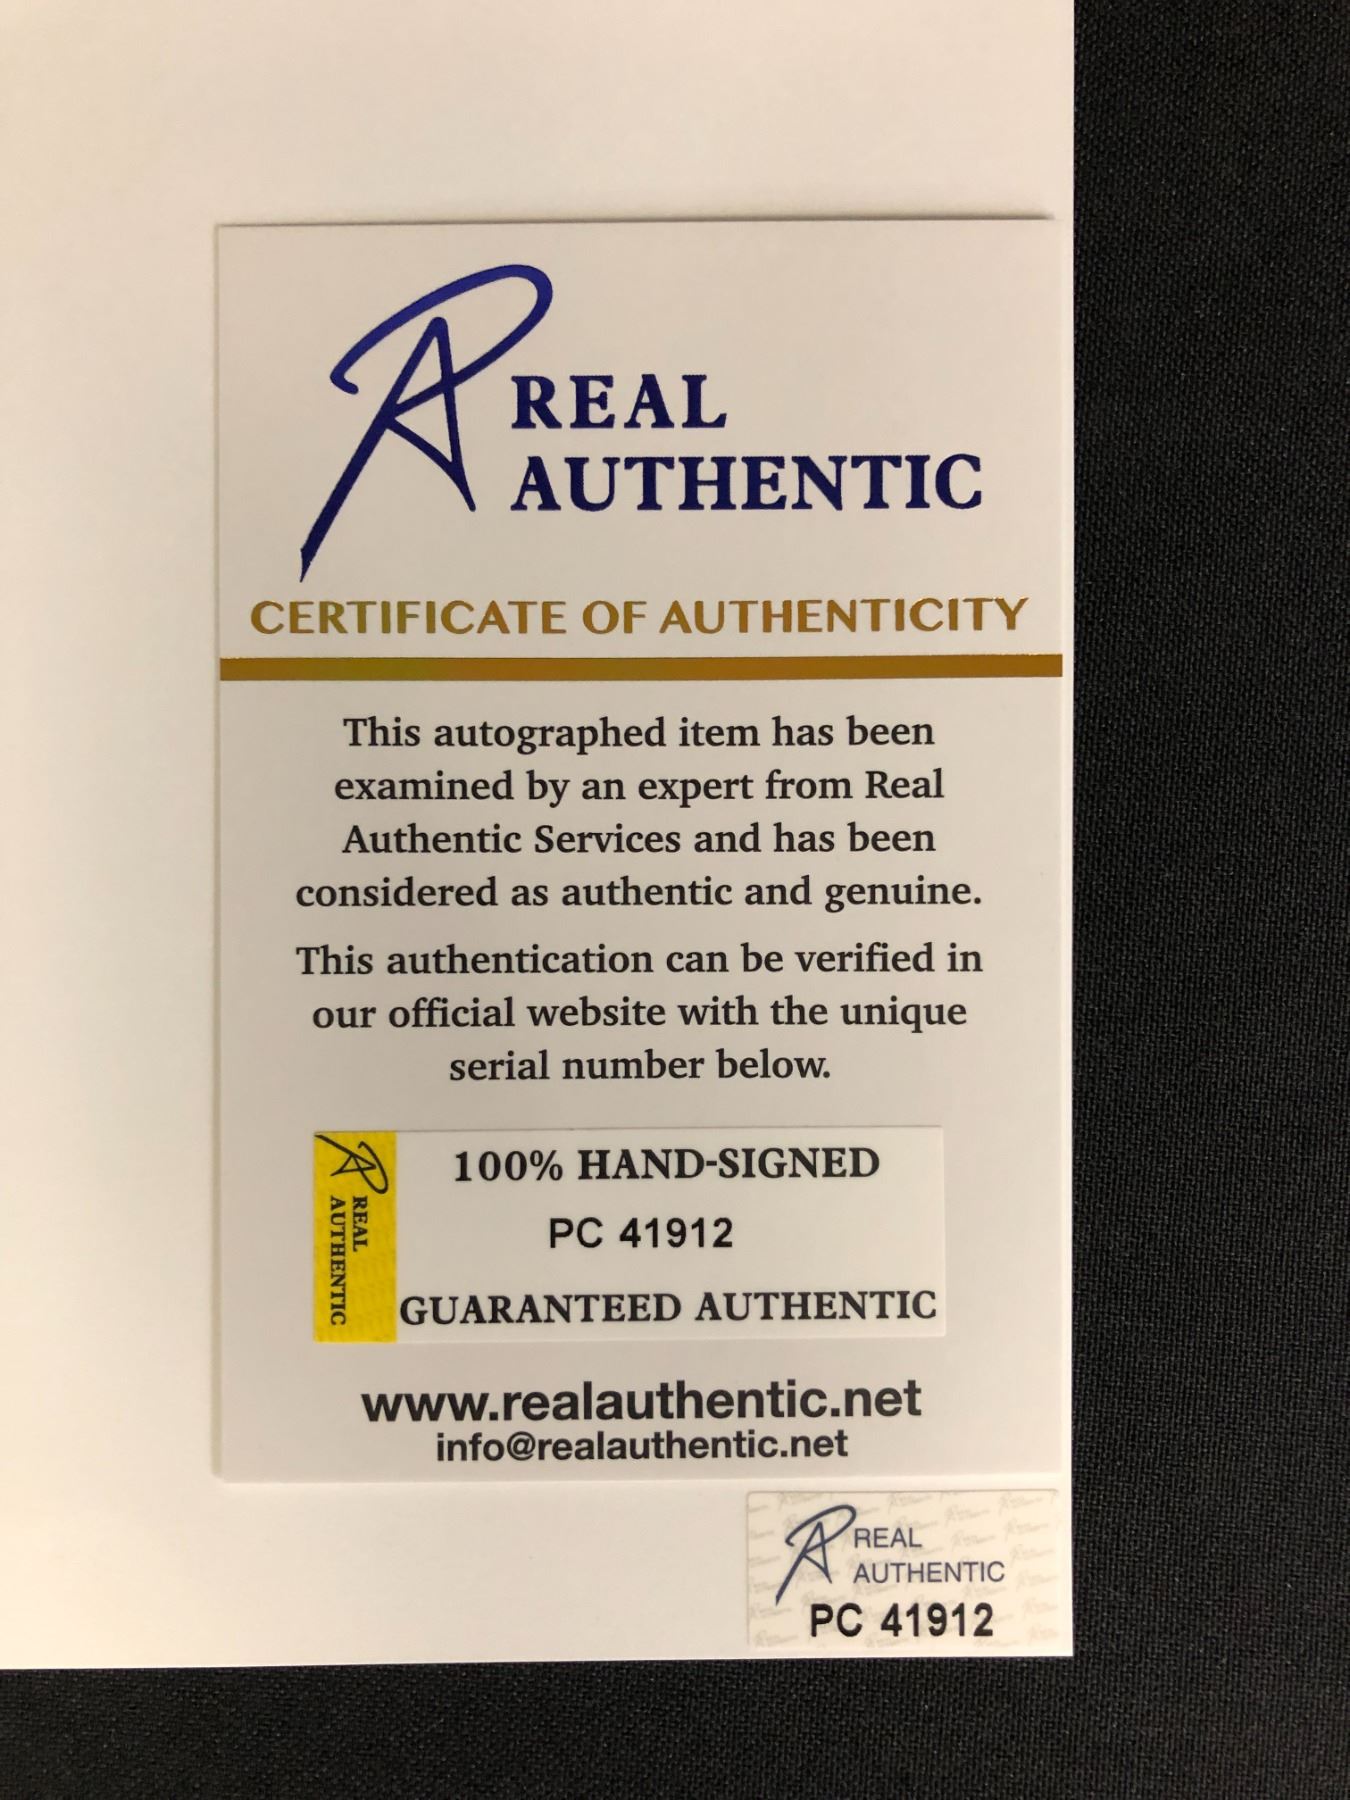 REAL
AUTHENTIC
CERTIFICATE OF AUTHENTICITY
This autographed item has been
examined by an expert from Real
Authentic Services and has been
considered as authentic and genuine.
This authentication can be verified in
our official website with the unique
serial number below.
REAL
AUTHENTIC
100% HAND-SIGNED
PC 41912
GUARANTEED AUTHENTIC
www.realauthentic.net
info@realauthentic.net
REAL
AUTHENTIC
PC 41912